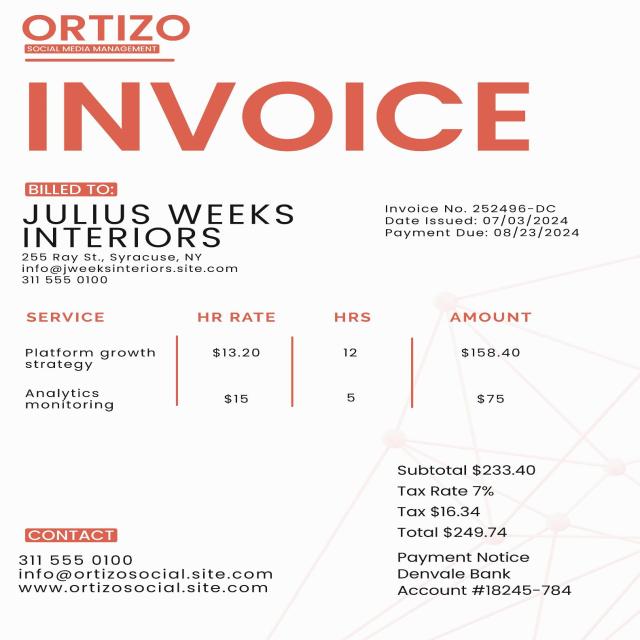 ORTIZO
SOCIAL MEDIA MANAGEMENT
INVOICE
BILLED TO:
JULIUS WEEKS
INTERIORS
255 Ray St., Syracuse, NY
info@jweeksinteriors.site.com
311 555 0100
Invoice No. 252496-DC
Date Issued: 07/03/2024
Payment Due: 08/23/2024
SERVICE HR RATE HRS AMOUNT
Platform growth strategy $13.20 12 $158.40
Analytics monitoring $15 5 $75
Subtotal $233.40
Tax Rate 7%
Tax $16.34
Total $249.74
Payment Notice
Denvale Bank
Account #18245-784
CONTACT
311 555 0100
info@ortizosocial.site.com
www.ortizosocial.site.com